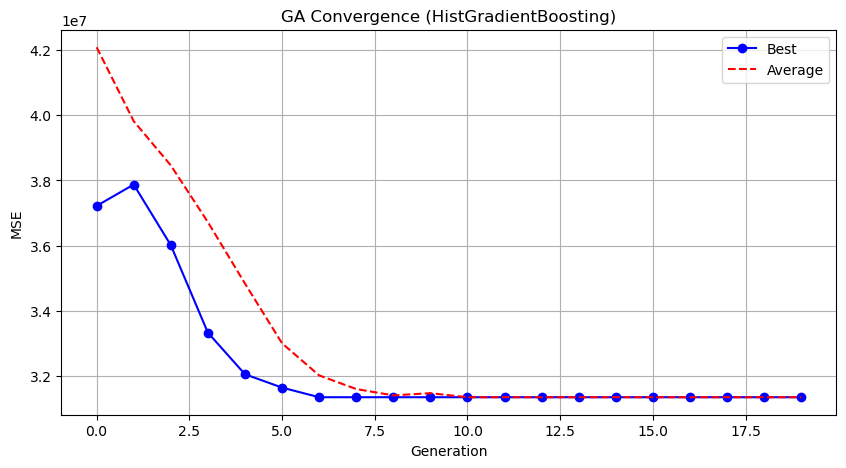 GA Convergence (HistGradientBoosting)
1e7
Best
Average
4.2
4.0
3.8
3.6
3.4
3.2
MSE
0.0 2.5 5.0 7.5 10.0 12.5 15.0 17.5
Generation